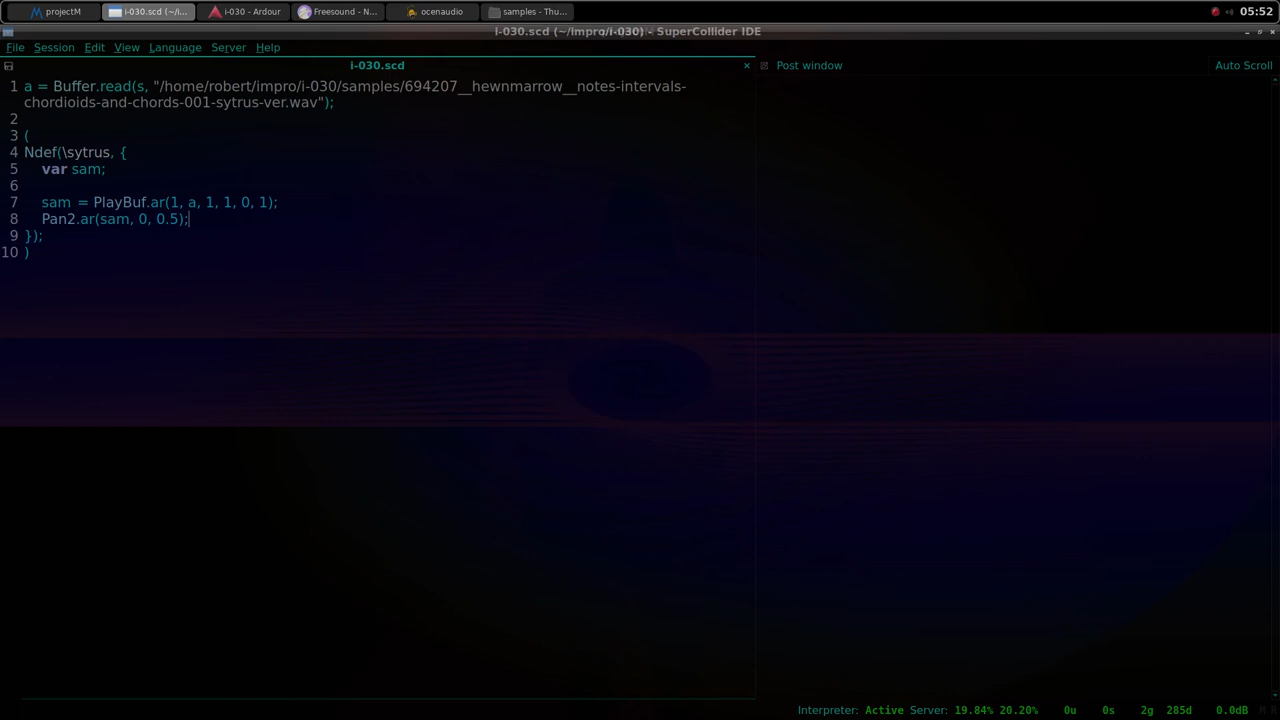 projectM
i-030.scd (~/i...
i-030 - Ardour
Freesound - N...
ocenaudio
samples - Thu...
05:52
i-030.scd (~/impro/i-030) - SuperCollider IDE
File Session Edit View Language Server Help
i-030.scd
Post window
Auto Scroll
1 a = Buffer.read(s, "/home/robert/impro/i-030/samples/694207__hewnmarrow__notes-intervals-
chordioids-and-chords-001-sytrus-ver.wav");
2
3 (
4 Ndef(\sytrus, {
5 var sam;
6
7 sam = PlayBuf.ar(1, a, 1, 1, 0, 1);
8 Pan2.ar(sam, 0, 0.5);
9 });
10 )
Interpreter: Active Server: 19.84% 20.20% 0u 0s 2g 285d 0.0dB